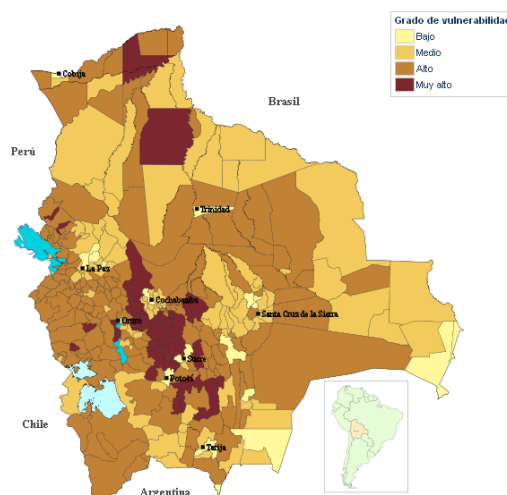 Grado de vulnerabilidad
Bajo
Medio
Alto
Muy alto
Cobija
Brasil
Perú
Trinidad
La Paz
Cochabamba
Oruro
Santa Cruz de la Sierra
Sucre
Potosí
Chile
Tarija
Argentina